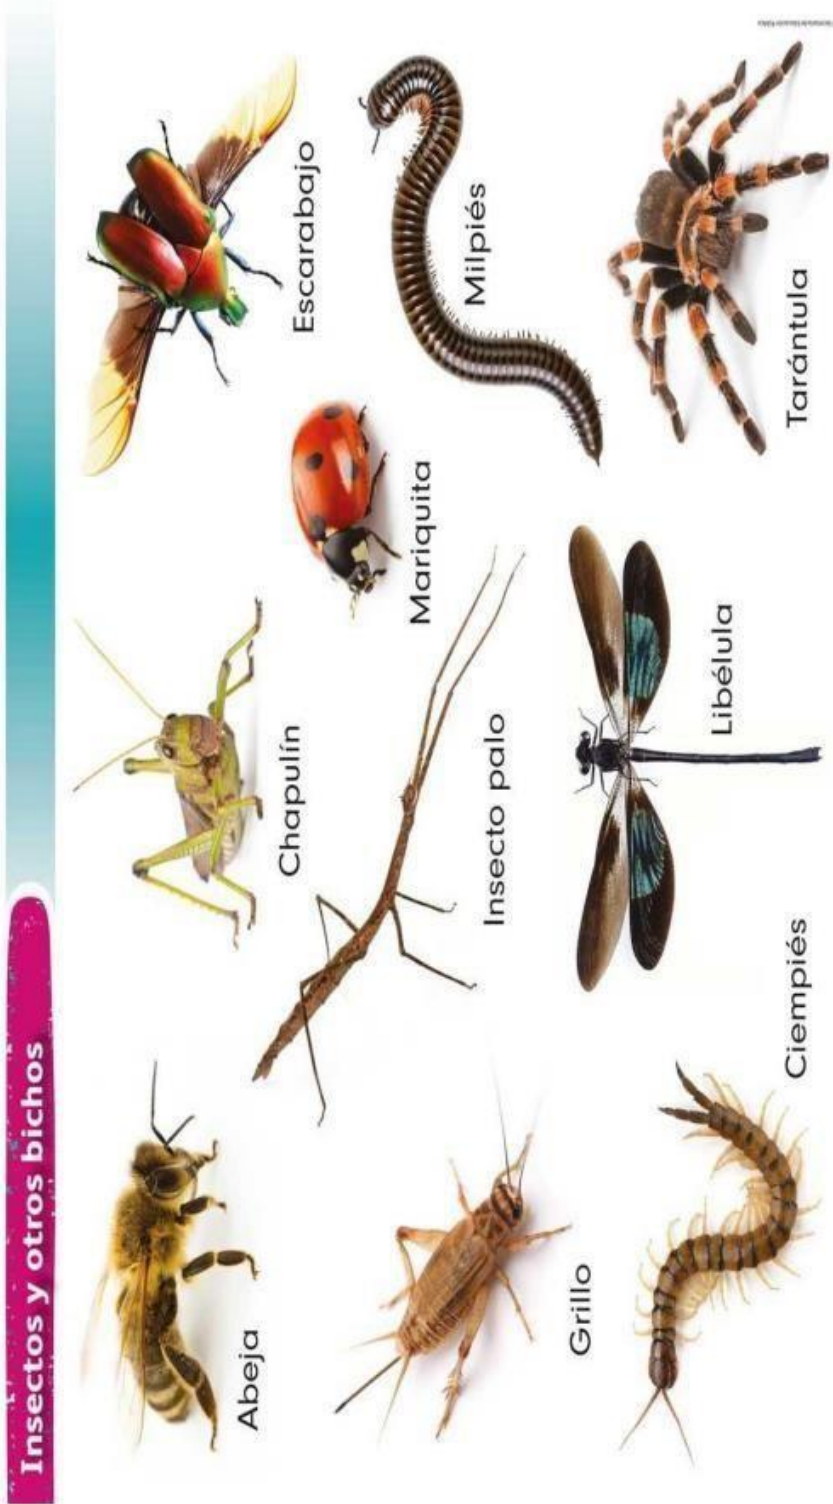 Insectos y otros bichos
Abeja
Chapulín
Escarabajo
Mariquita
Grillo
Insecto palo
Milpiés
Ciempiés
Libélula
Tarántula